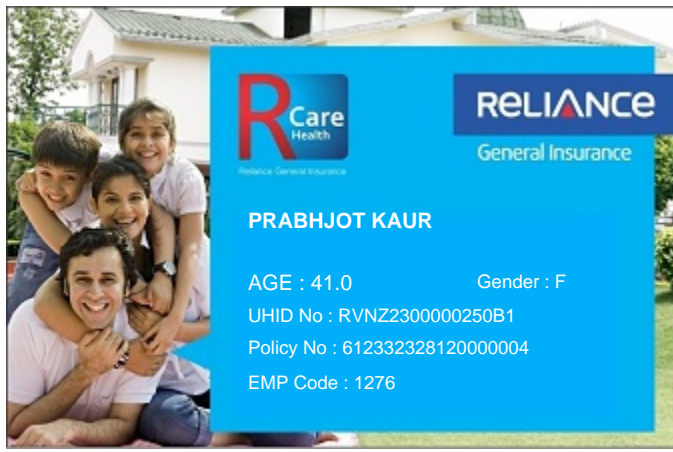 R Care
Health
Reliance General Insurance
RELIANCE
General Insurance
PRABHJOT KAUR
AGE : 41.0 Gender : F
UHID No : RVNZ2300000250B1
Policy No : 612332328120000004
EMP Code : 1276